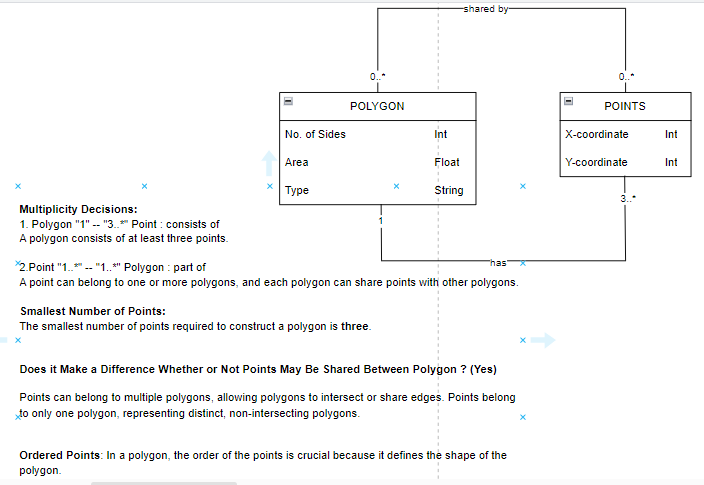 shared by
0..*
0..*
POLYGON
No. of Sides Int
Area Float
Type String
POINTS
X-coordinate Int
Y-coordinate Int
1
3..*
has
Multiplicity Decisions:
1. Polygon "1" -- "3..*" Point : consists of
A polygon consists of at least three points.
2.Point "1..*" -- "1..*" Polygon : part of
A point can belong to one or more polygons, and each polygon can share points with other polygons.
Smallest Number of Points:
The smallest number of points required to construct a polygon is three.
Does it Make a Difference Whether or Not Points May Be Shared Between Polygon ? (Yes)
Points can belong to multiple polygons, allowing polygons to intersect or share edges. Points belong
to only one polygon, representing distinct, non-intersecting polygons.
Ordered Points: In a polygon, the order of the points is crucial because it defines the shape of the
polygon.